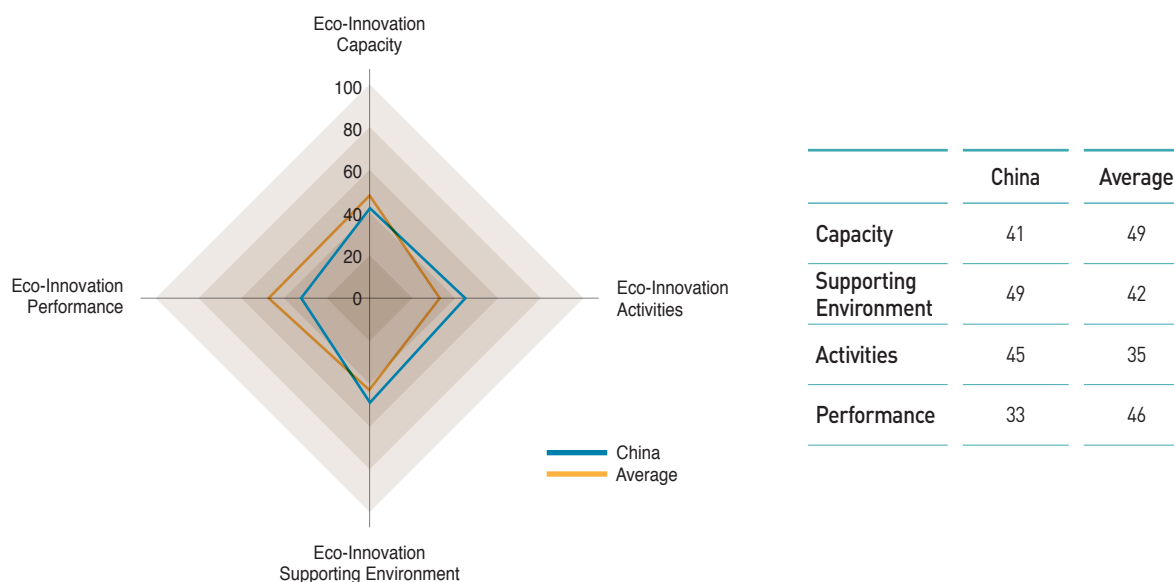 Eco-Innovation
Capacity
100
80
60
40
20
0
Eco-Innovation
Performance
Eco-Innovation
Activities
Eco-Innovation
Supporting Environment
China
Average
China Average
Capacity 41 49
Supporting
Environment 49 42
Activities 45 35
Performance 33 46